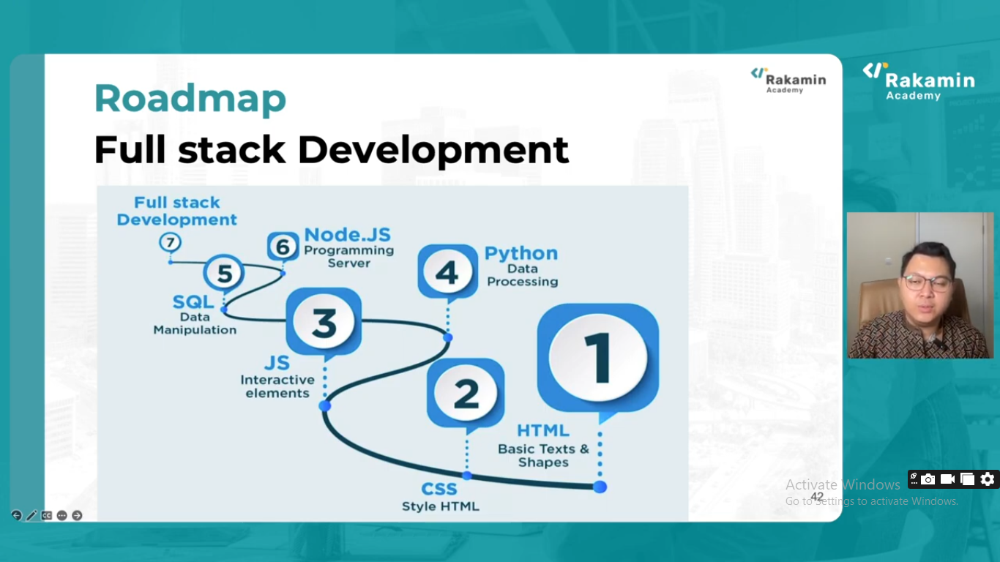 Roadmap
Full stack Development
</> Rakamin
Academy
</> Rakamin
Academy
Full stack
Development
7
6
Node.JS
Programming
Server
5
SQL
Data
Manipulation
4
Python
Data
Processing
3
JS
Interactive
elements
2
CSS
Style HTML
1
HTML
Basic Texts &
Shapes
CC
42
Activate Windows
Go to Settings to activate Windows.